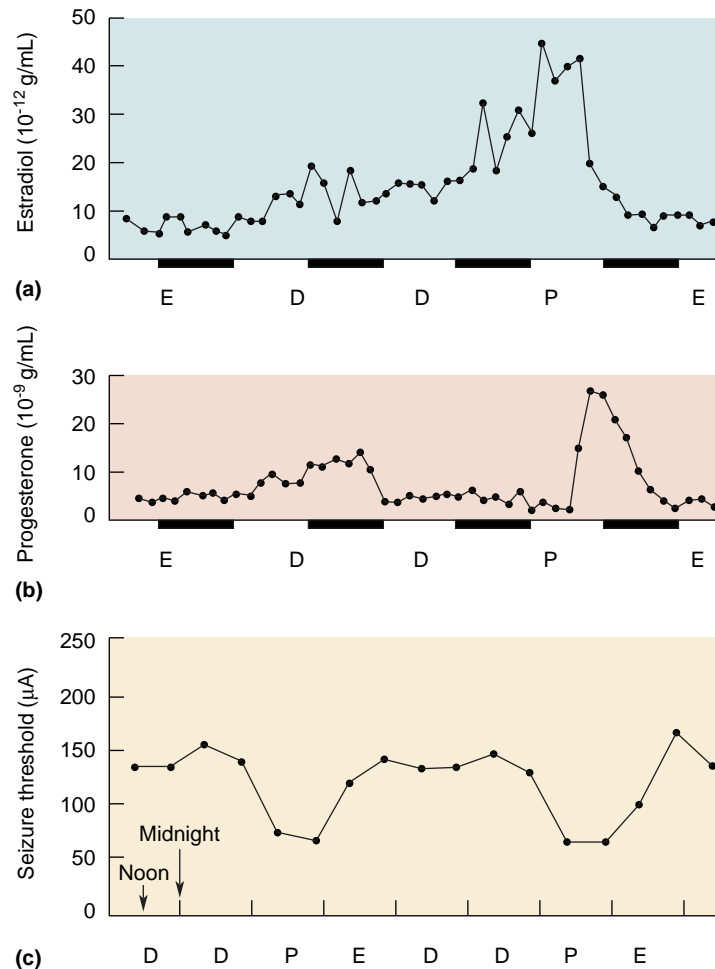 Estradiol (10⁻¹² g/mL)
50
40
30
20
10
0
(a)
E D D P E
Progesterone (10⁻⁹ g/mL)
30
20
10
0
E D D P E
(b)
Seizure threshold (µA)
250
200
150
100
50
0
Midnight
Noon
(c)
D D P E D D P E